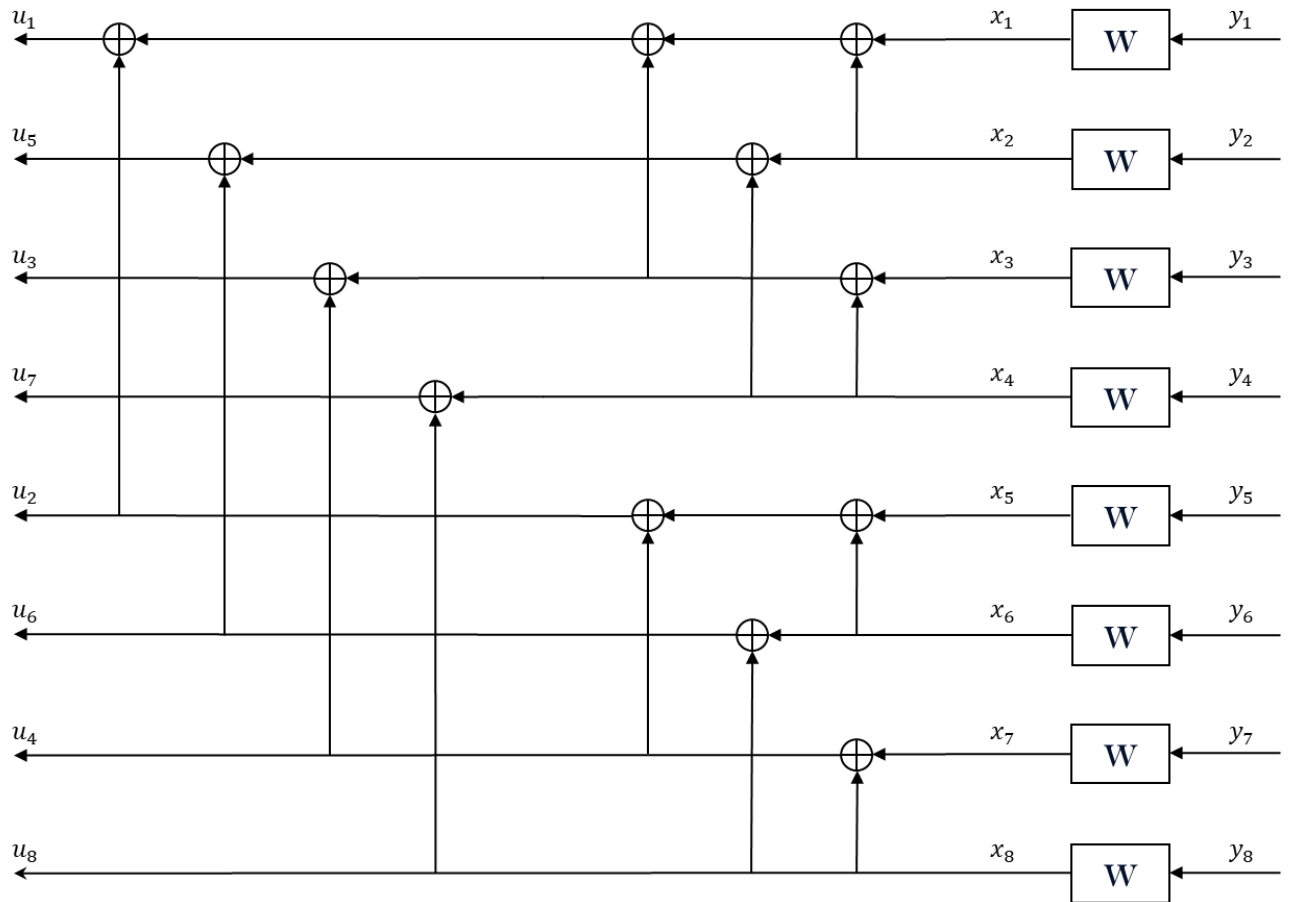 u₁ x₁ W y₁
u₅ x₂ W y₂
u₃ x₃ W y₃
u₇ x₄ W y₄
u₂ x₅ W y₅
u₆ x₆ W y₆
u₄ x₇ W y₇
u₈ x₈ W y₈